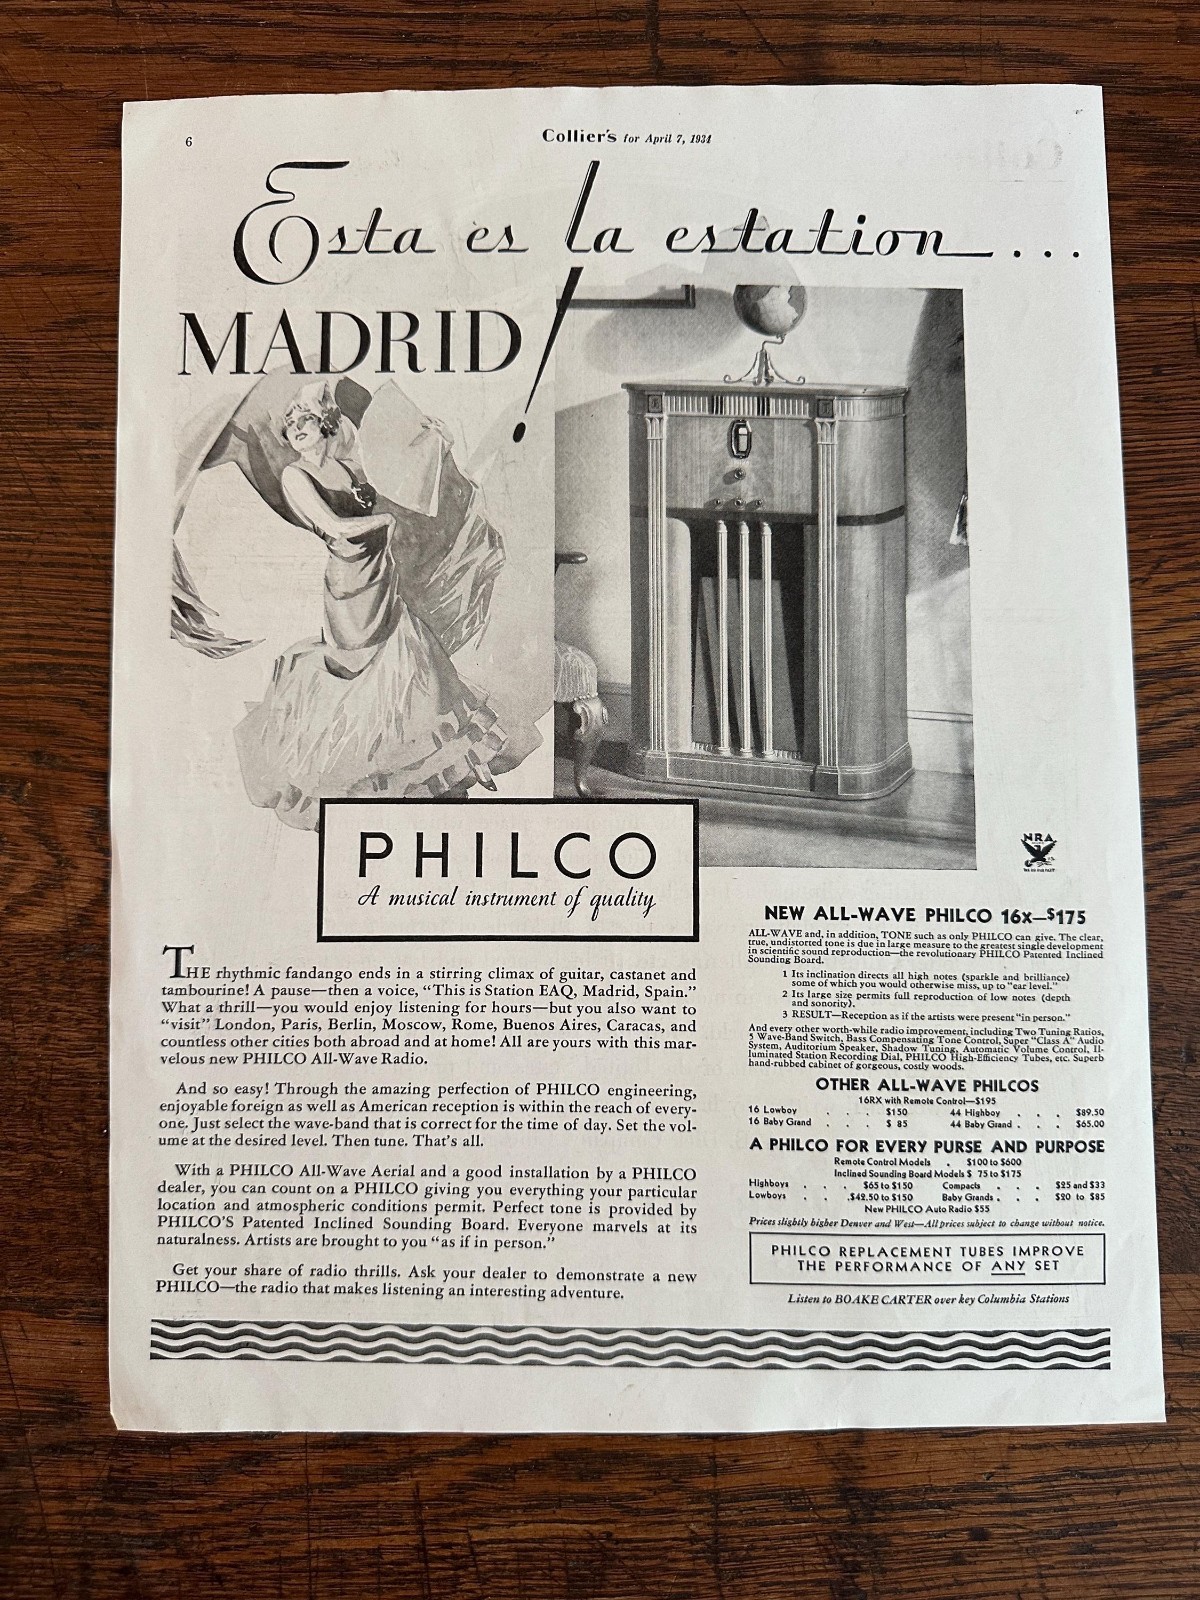 6
Collier's for April 7, 1934
Esta es la estation...
MADRID!
PHILCO
A musical instrument of quality
THE rhythmic fandango ends in a stirring climax of guitar, castanet and
tambourine! A pause—then a voice, "This is Station EAQ, Madrid, Spain."
What a thrill—you would enjoy listening for hours—but you also want to
"visit" London, Paris, Berlin, Moscow, Rome, Buenos Aires, Caracas, and
countless other cities both abroad and at home! All are yours with this mar-
velous new PHILCO All-Wave Radio.
And so easy! Through the amazing perfection of PHILCO engineering,
enjoyable foreign as well as American reception is within the reach of every-
one. Just select the wave-band that is correct for the time of day. Set the vol-
ume at the desired level. Then tune. That's all.
With a PHILCO All-Wave Aerial and a good installation by a PHILCO
dealer, you can count on a PHILCO giving you everything your particular
location and atmospheric conditions permit. Perfect tone is provided by
PHILCO'S Patented Inclined Sounding Board. Everyone marvels at its
naturalness. Artists are brought to you "as if in person."
Get your share of radio thrills. Ask your dealer to demonstrate a new
PHILCO—the radio that makes listening an interesting adventure.
NRA
NEW ALL-WAVE PHILCO 16x—$175
ALL-WAVE and, in addition, TONE such as only PHILCO can give. The clear,
true, undistorted tone is due in large measure to the greatest single development
in scientific sound reproduction—the revolutionary PHILCO Patented Inclined
Sounding Board.
1 Its inclination directs all high notes (sparkle and brilliance)
some of which you would otherwise miss, up to "ear level."
2 Its large size permits full reproduction of low notes (depth
and sonority).
3 RESULT—Reception as if the artists were present "in person."
And every other worth-while radio improvement, including Two Tuning Ratios,
5 Wave-Band Switch, Bass Compensating Tone Control, Super "Class A" Audio
System, Auditorium Speaker, Shadow Tuning, Automatic Volume Control, Il-
luminated Station Recording Dial, PHILCO High-Efficiency Tubes, etc. Superb
hand-rubbed cabinet of gorgeous, costly woods.
OTHER ALL-WAVE PHILCOS
16RX with Remote Control—$195
16 Lowboy . . . $150 44 Highboy . . . $89.50
16 Baby Grand . . . $ 85 44 Baby Grand . . . $65.00
A PHILCO FOR EVERY PURSE AND PURPOSE
Remote Control Models . $100 to $600
Inclined Sounding Board Models $ 75 to $175
Highboys . . . $65 to $150 Compacts . . . $25 and $33
Lowboys . . . $42.50 to $150 Baby Grands . . . $20 to $85
New PHILCO Auto Radio $55
Prices slightly higher Denver and West—All prices subject to change without notice.
PHILCO REPLACEMENT TUBES IMPROVE
THE PERFORMANCE OF ANY SET
Listen to BOAKE CARTER over key Columbia Stations